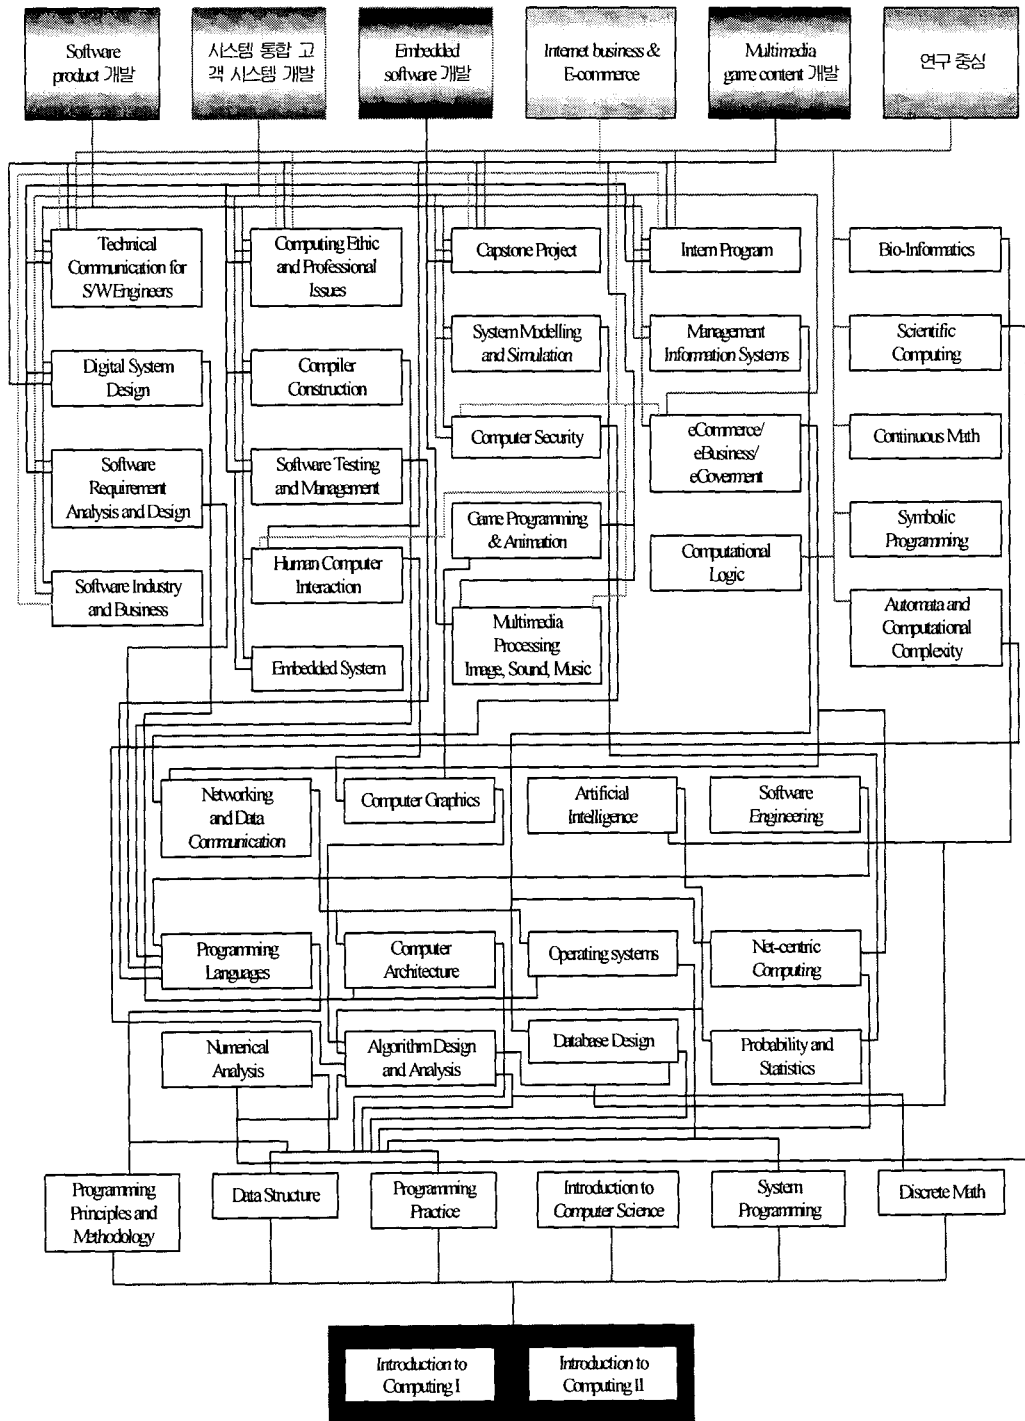 Software
product 개발
시스템 통합 고
객 시스템 개발
Embedded
software 개발
Internet business &
E-commerce
Multimedia
game content 개발
연구 중심
Technical
Communication for
S/W Engineers
Computing Ethic
and Professional
Issues
Capstone Project
Intern Program
Bio-Informatics
System Modelling
and Simulation
Management
Information Systems
Scientific
Computing
Digital System
Design
Compiler
Construction
Computer Security
eCommerce/
eBusiness/
eGoverment
Continuous Math
Software
Requirement
Analysis and Design
Software Testing
and Management
Game Programming
& Animation
Symbolic
Programming
Human Computer
Interaction
Computational
Logic
Software Industry
and Business
Multimedia
Processing
Image, Sound, Music
Automata and
Computational
Complexity
Embedded System
Networking
and Data
Communication
Computer Graphics
Artificial
Intelligence
Software
Engineering
Programming
Languages
Computer
Architecture
Operating systems
Net-centric
Computing
Numerical
Analysis
Algorithm Design
and Analysis
Database Design
Probability and
Statistics
Programming
Principles and
Methodology
Data Structure
Programming
Practice
Introduction to
Computer Science
System
Programming
Discrete Math
Introduction to
Computing I
Introduction to
Computing II